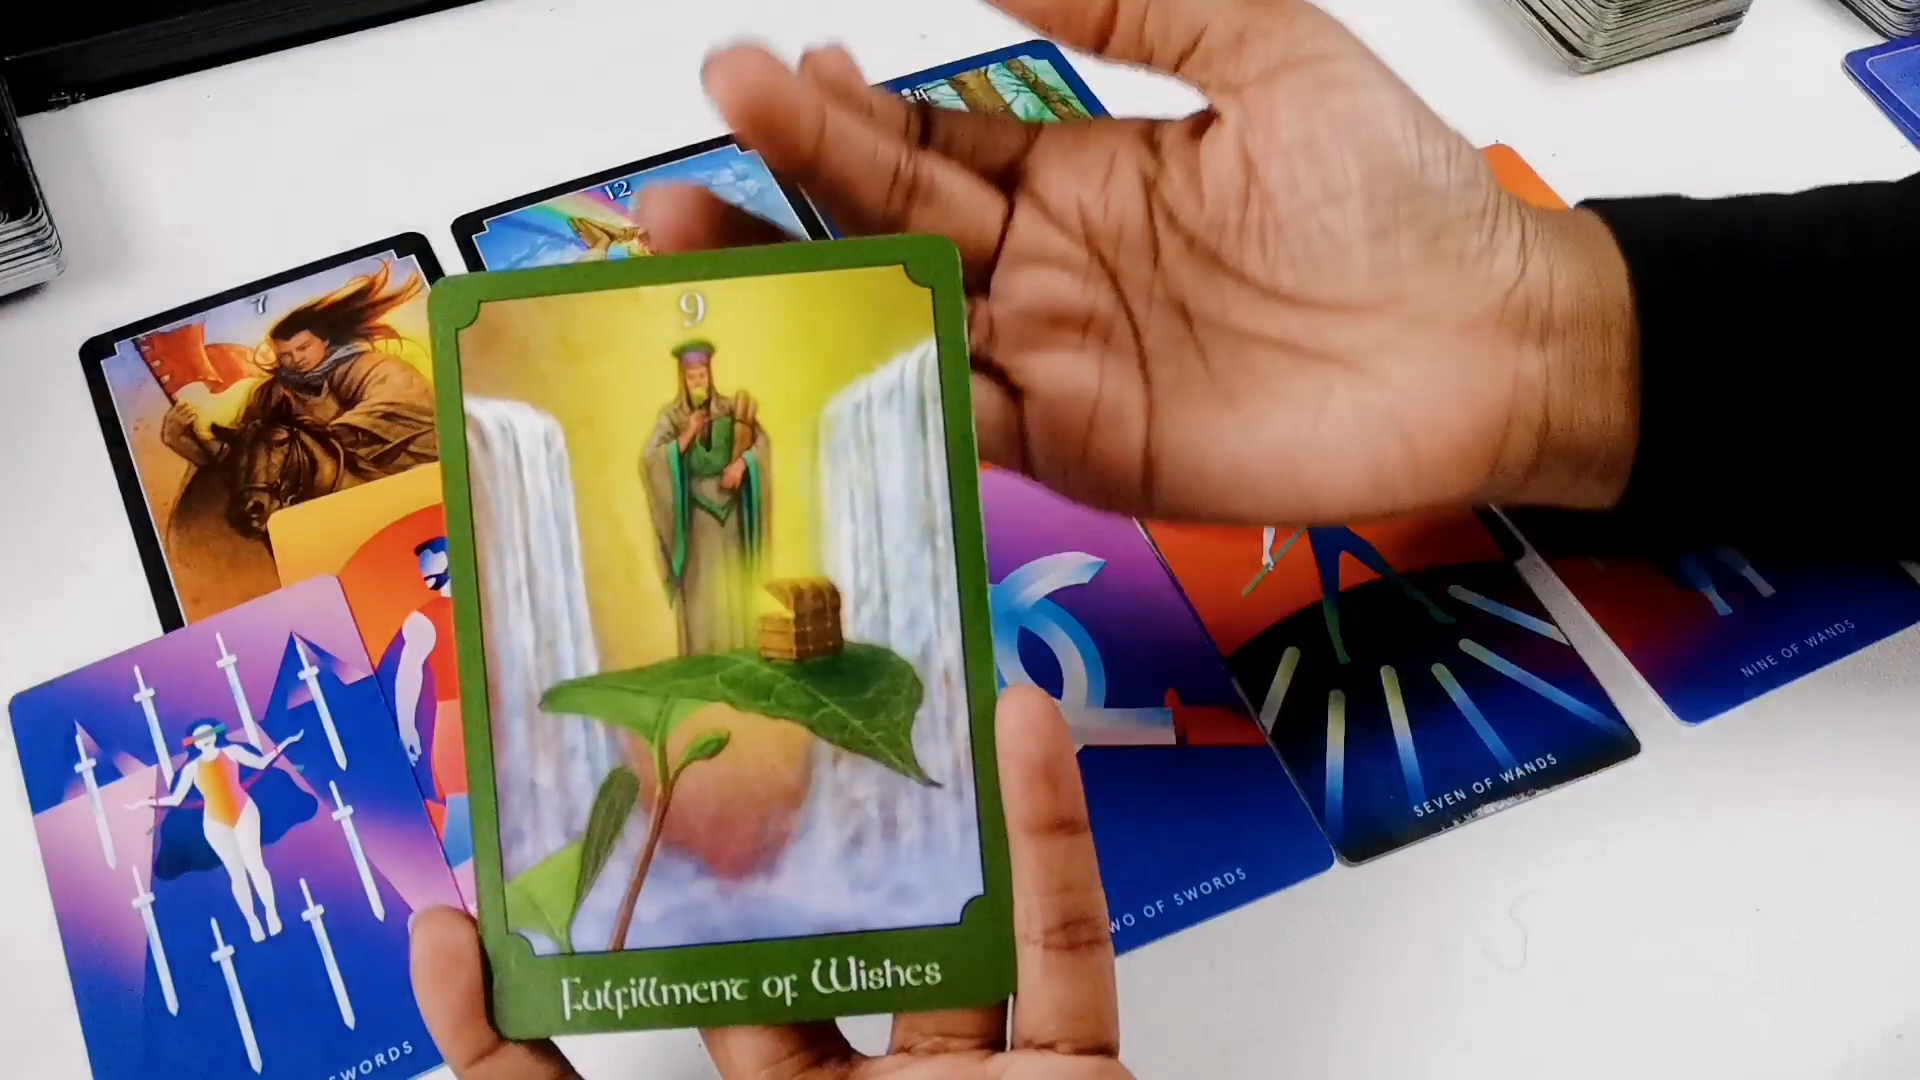 12
7
9
Fulfillment of Wishes
NINE OF WANDS
SEVEN OF WANDS
WO OF SWORDS
SWORDS